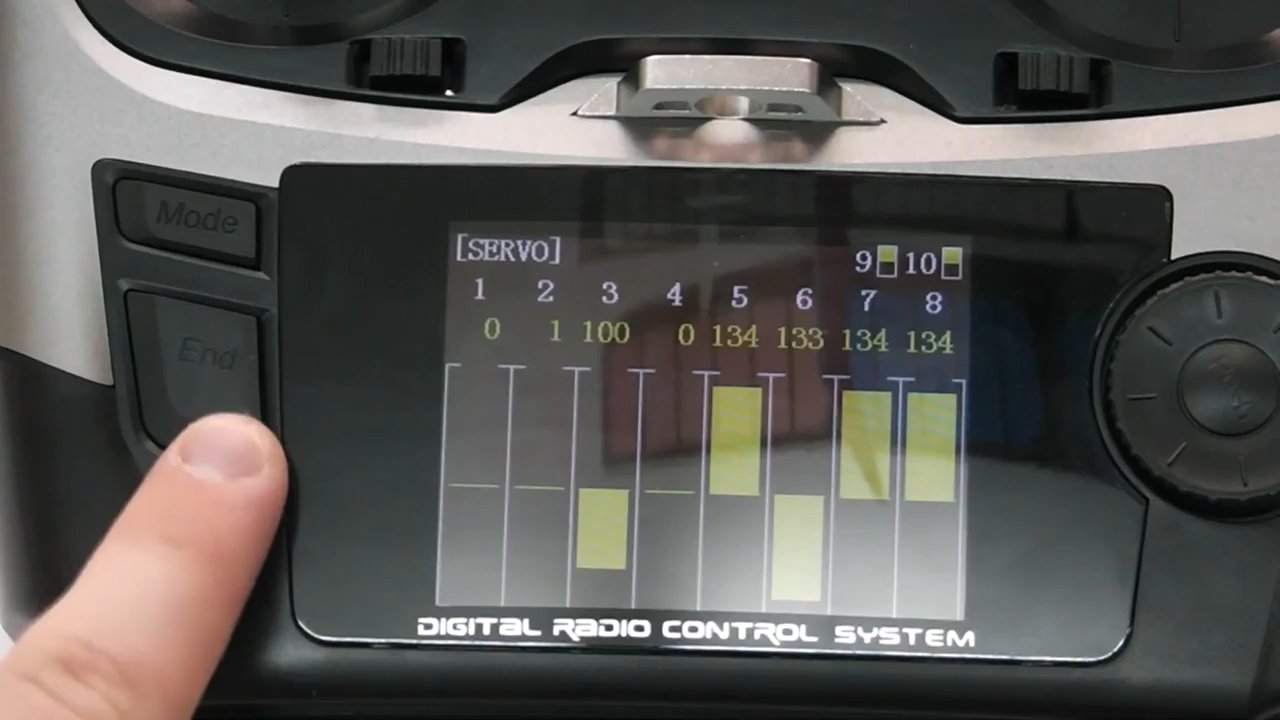 Mode
End
[SERVO] 9 10
1 2 3 4 5 6 7 8
0 1 100 0 134 133 134 134
DIGITAL RADIO CONTROL SYSTEM